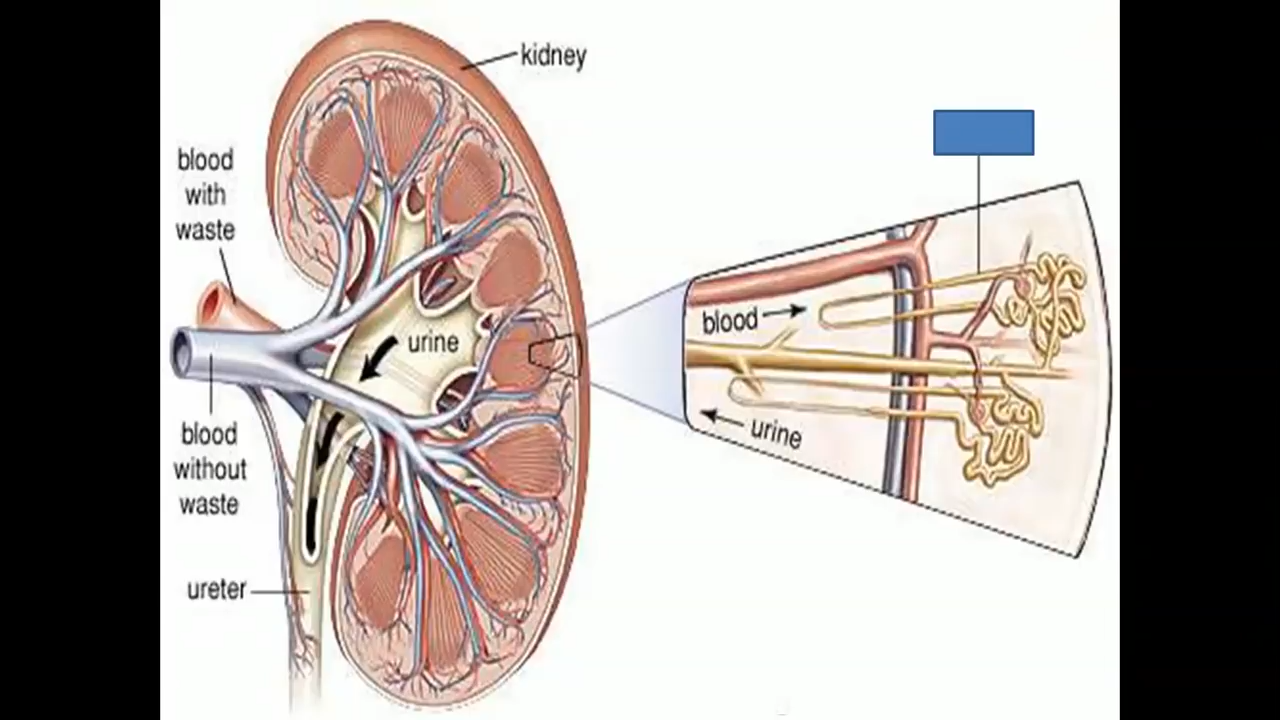 kidney
blood
with
waste
urine
blood
without
waste
ureter
blood
urine